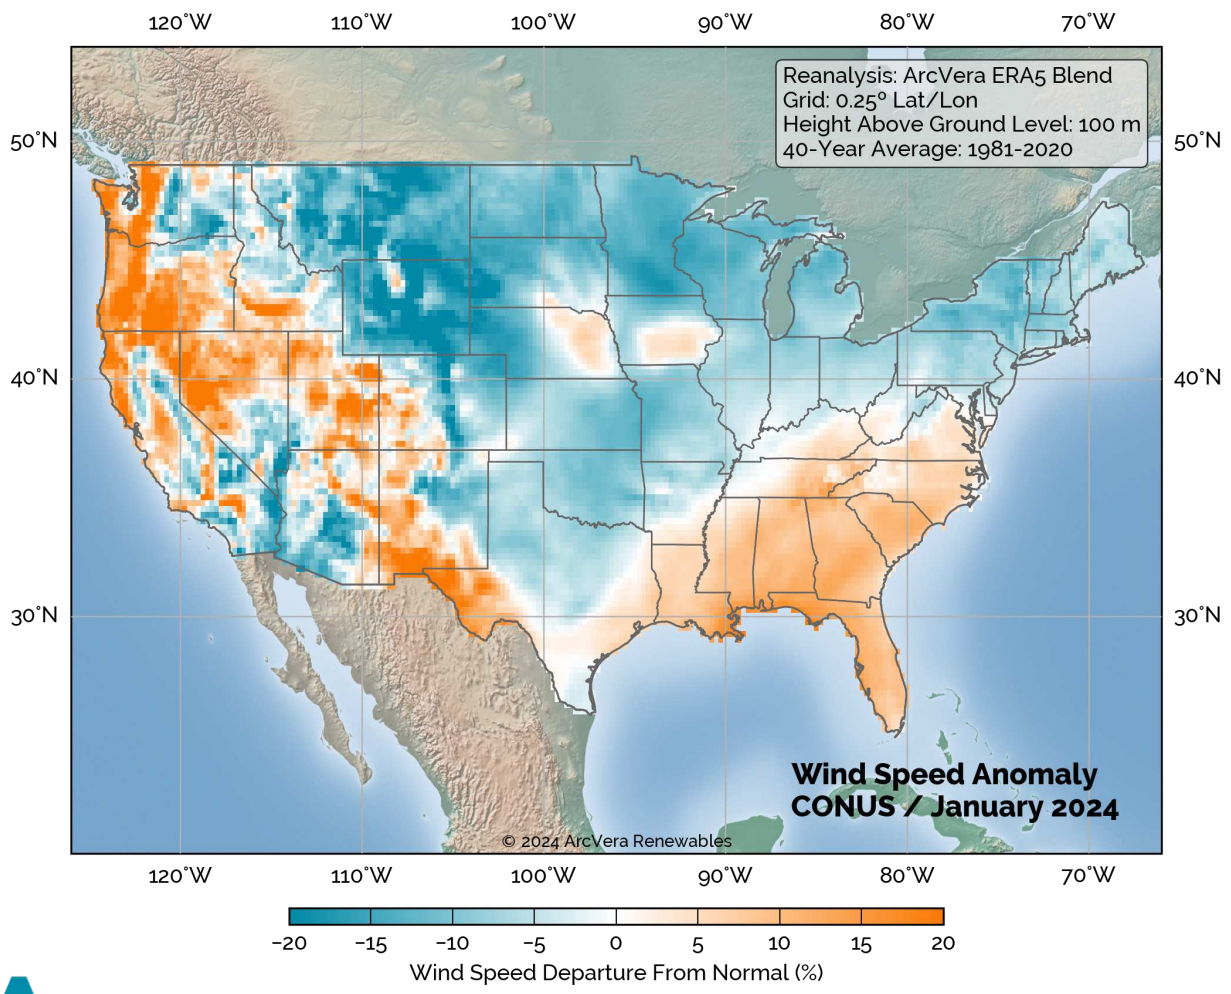 120°W 110°W 100°W 90°W 80°W 70°W
Reanalysis: ArcVera ERA5 Blend
Grid: 0.25º Lat/Lon
Height Above Ground Level: 100 m
40-Year Average: 1981-2020
50°N 50°N
40°N 40°N
30°N 30°N
Wind Speed Anomaly
CONUS / January 2024
© 2024 ArcVera Renewables
120°W 110°W 100°W 90°W 80°W 70°W
−20 −15 −10 −5 0 5 10 15 20
Wind Speed Departure From Normal (%)